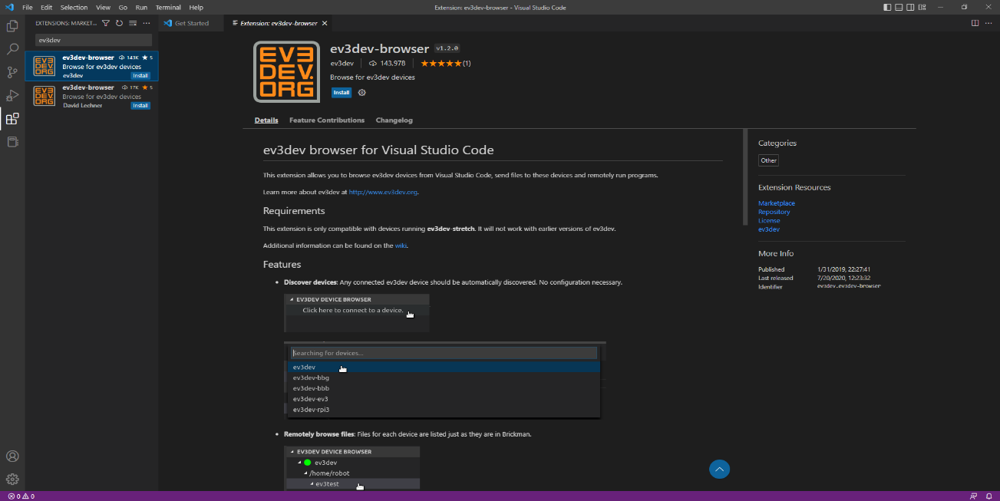 File Edit Selection View Go Run Terminal Help
Extension: ev3dev-browser - Visual Studio Code
EXTENSIONS: MARKET...
Get Started
Extension: ev3dev-browser
ev3dev
ev3dev-browser 143K 5
Browse for ev3dev devices
ev3dev
Install
ev3dev-browser 17K 5
Browse for ev3dev devices
David Lechner
Install
EV3
DEV.
ORG
ev3dev-browser v1.2.0
ev3dev 143,978 (1)
Browse for ev3dev devices
Install
Details Feature Contributions Changelog
ev3dev browser for Visual Studio Code
This extension allows you to browse ev3dev devices from Visual Studio Code, send files to these devices and remotely run programs.
Learn more about ev3dev at http://www.ev3dev.org.
Requirements
This extension is only compatible with devices running ev3dev-stretch. It will not work with earlier versions of ev3dev.
Additional information can be found on the wiki.
Features
• Discover devices: Any connected ev3dev device should be automatically discovered. No configuration necessary.
EV3DEV DEVICE BROWSER
Click here to connect to a device.
Searching for devices...
ev3dev
ev3dev-bbg
ev3dev-bbb
ev3dev-ev3
ev3dev-rpi3
• Remotely browse files: Files for each device are listed just as they are in Brickman.
EV3DEV DEVICE BROWSER
ev3dev
/home/robot
ev3test
Categories
Other
Extension Resources
Marketplace
Repository
License
ev3dev
More Info
Published 1/31/2019, 22:27:41
Last released 7/20/2020, 12:23:32
Identifier ev3dev.ev3dev-browser
0 0